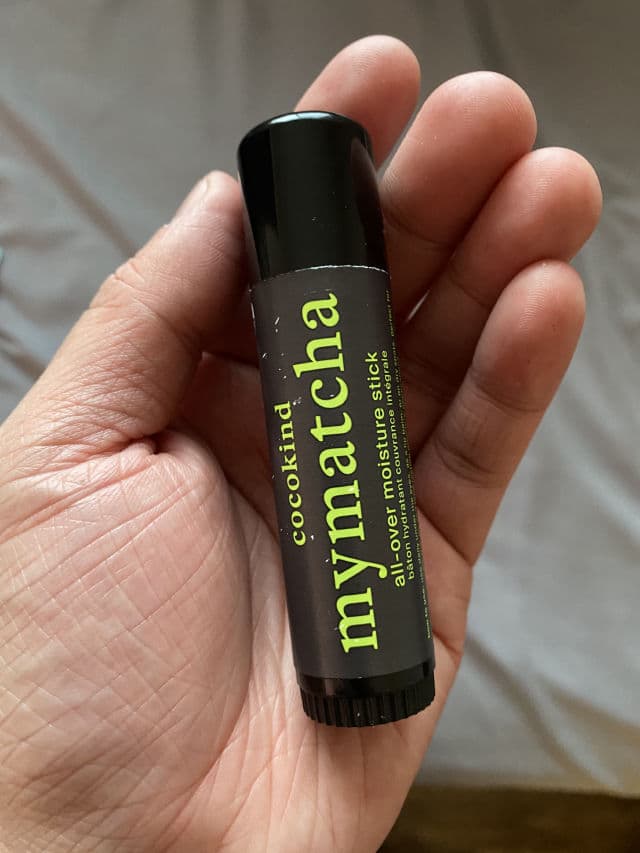 cocokind
mymatcha
all-over moisture stick
bâton hydratant couvrance intégrale